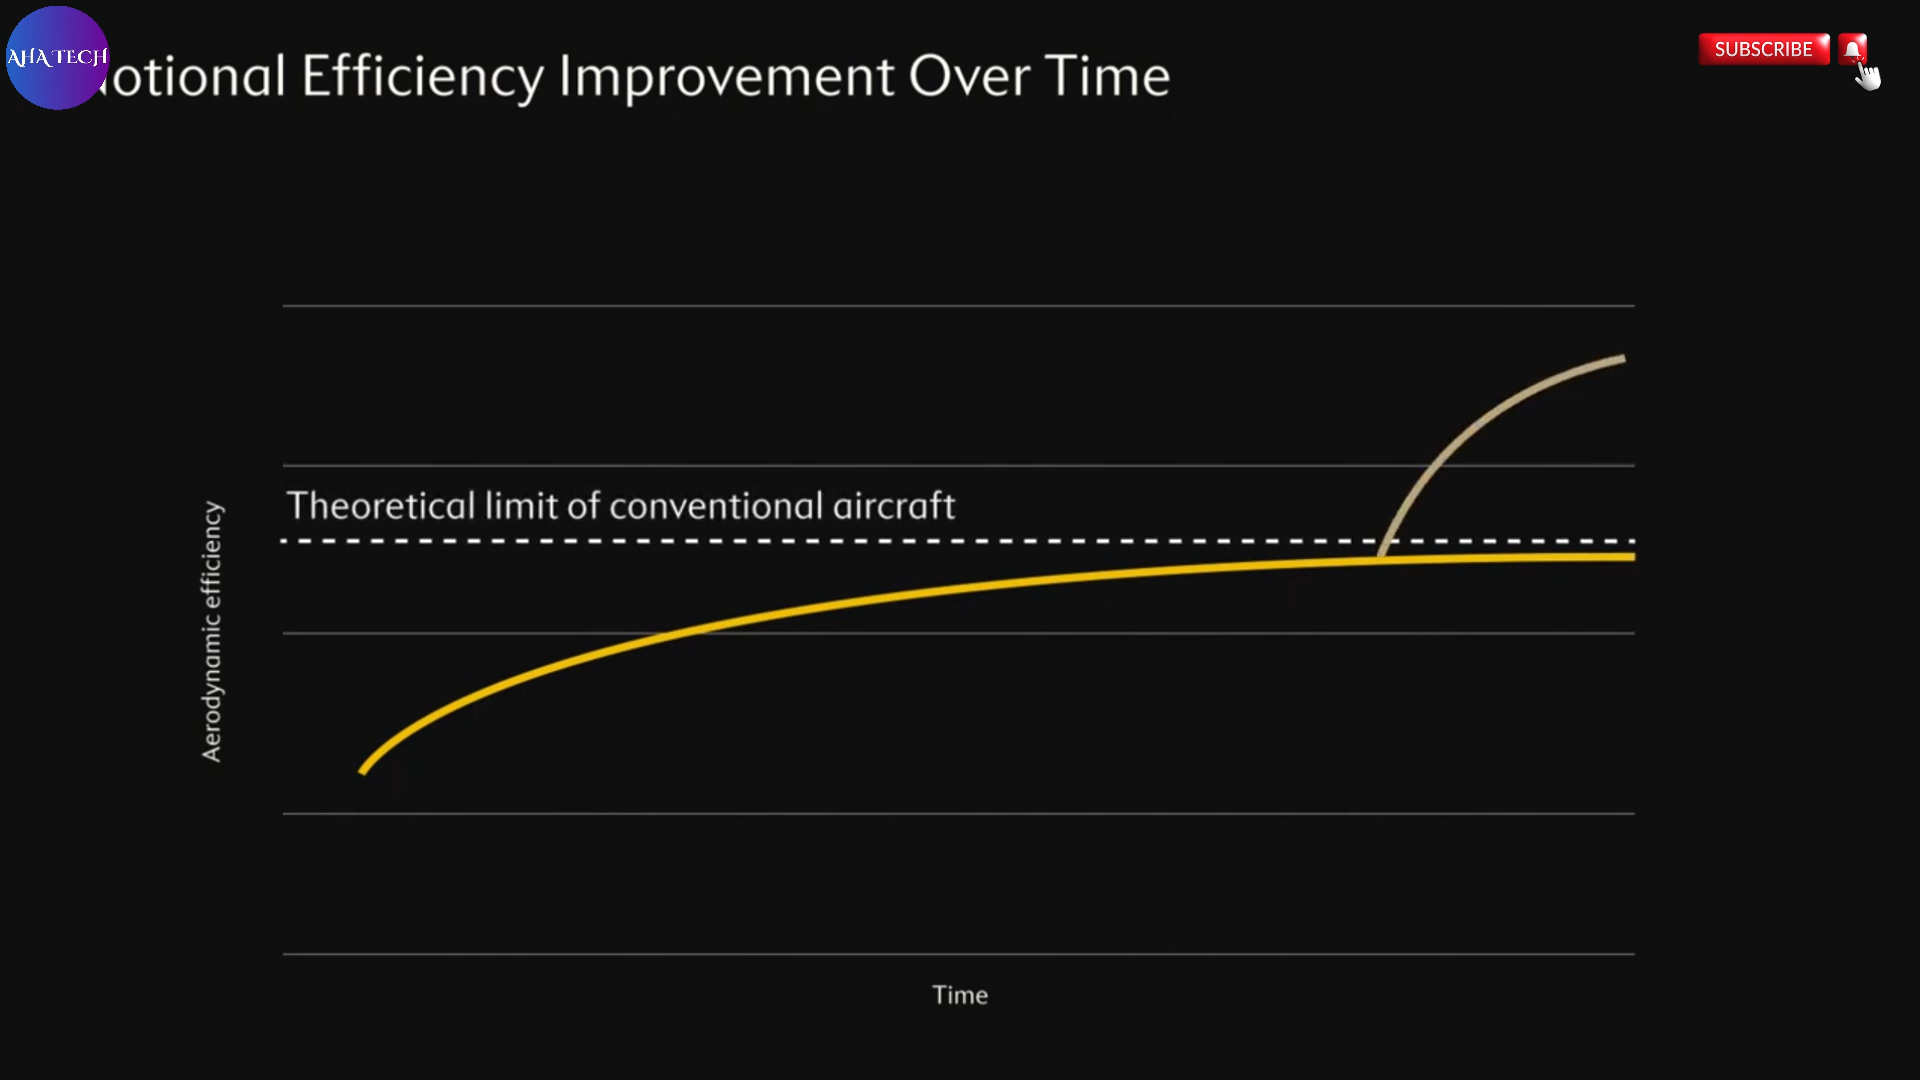 AHA TECH
otional Efficiency Improvement Over Time
SUBSCRIBE
Theoretical limit of conventional aircraft
Aerodynamic efficiency
Time